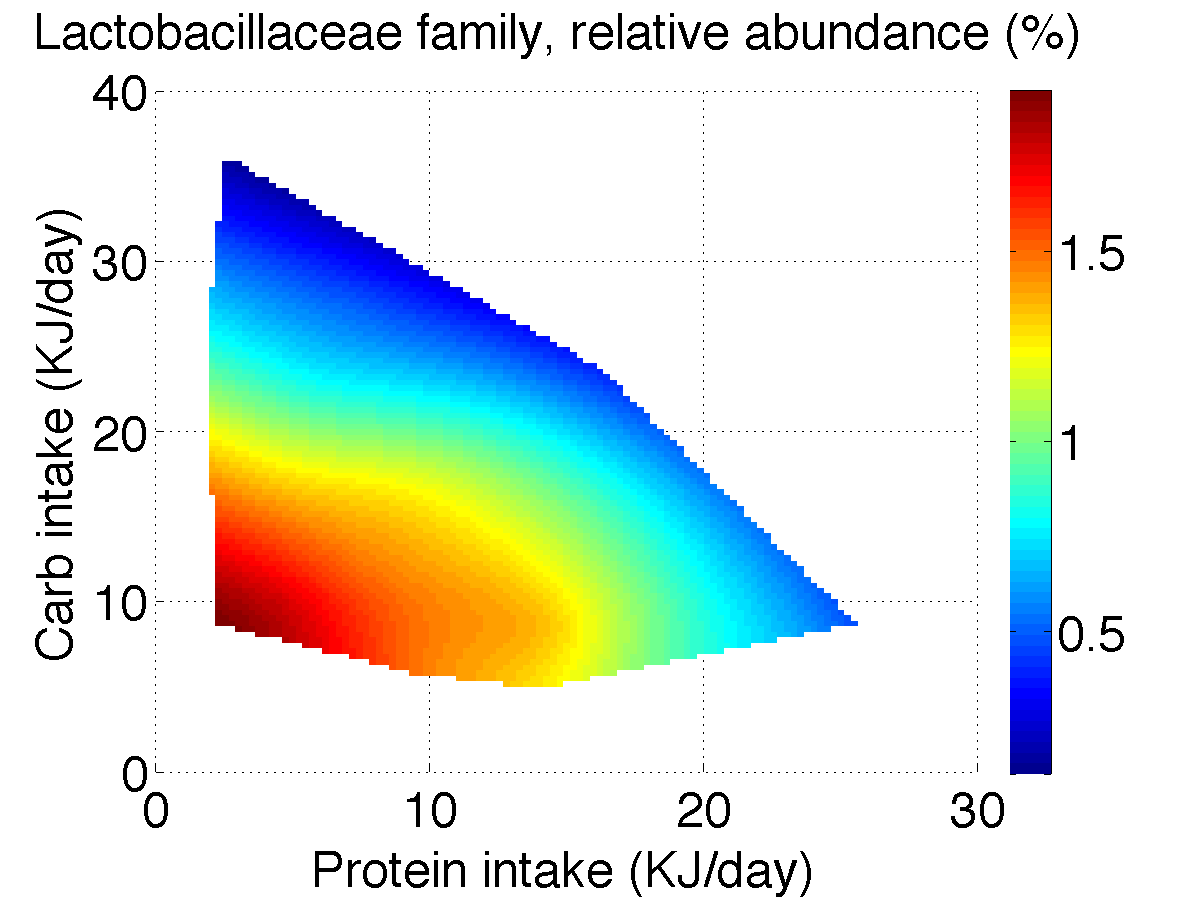 Lactobacillaceae family, relative abundance (%)
40
30
20
10
0
0 10 20 30
1.5
1
0.5
Carb intake (KJ/day)
Protein intake (KJ/day)